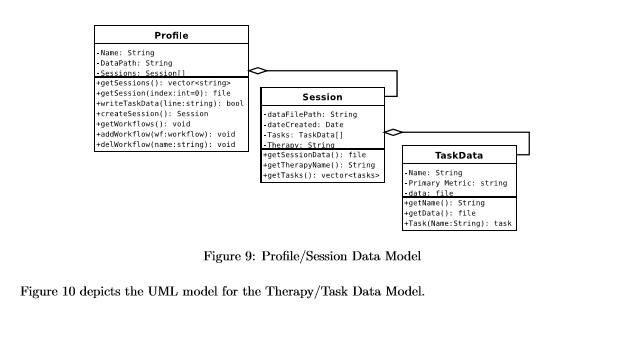 Profile
-Name: String
-DataPath: String
-Sessions: Session[]
+getSessions(): vector<string>
+getSession(index:int=0): file
+writeTaskData(line:string): bool
+createSession(): Session
+getWorkflows(): void
+addWorkflow(wf:workflow): void
+delWorkflow(name:string): void
Session
-dataFilePath: String
-dateCreated: Date
-Tasks: TaskData[]
-Therapy: String
+getSessionData(): file
+getTherapyName(): String
+getTasks(): vector<tasks>
TaskData
-Name: String
-Primary Metric: string
-data: file
+getName(): String
+getData(): file
+Task(Name:String): task
Figure 9: Profile/Session Data Model
Figure 10 depicts the UML model for the Therapy/Task Data Model.